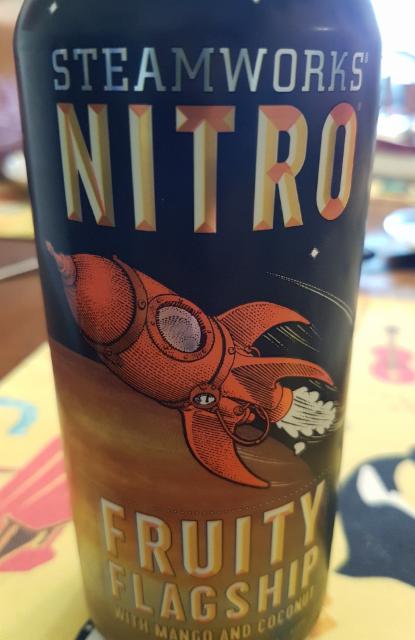 STEAMWORKS®
NITRO
FRUITY
FLAGSHIP
WITH MANGO AND COCONUT